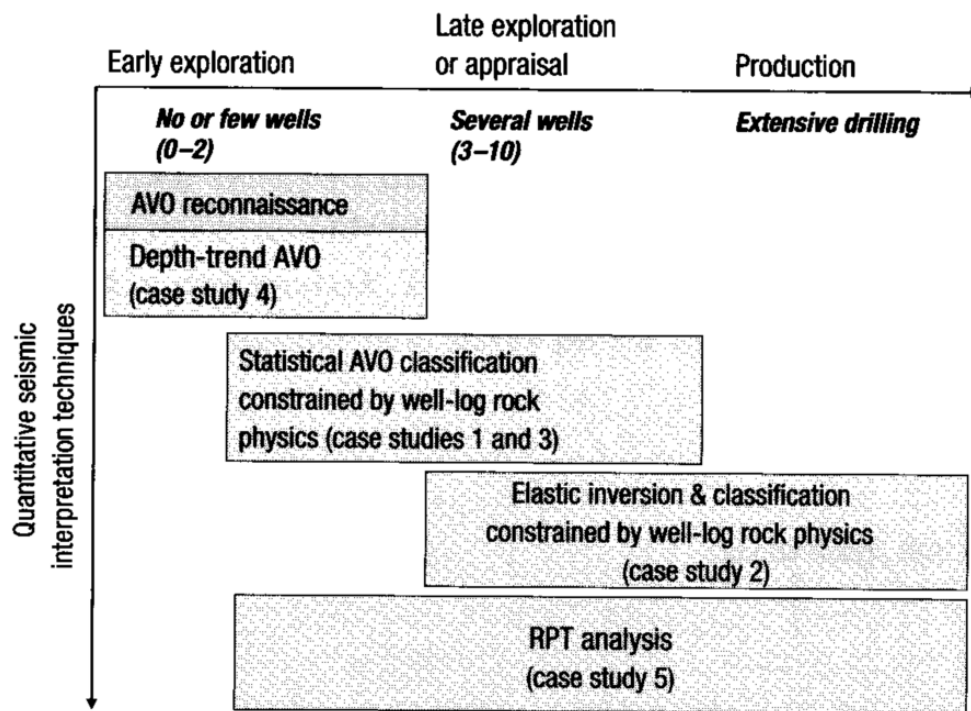 Early exploration
Late exploration
or appraisal
Production
No or few wells
(0–2)
Several wells
(3–10)
Extensive drilling
AVO reconnaissance
Depth-trend AVO
(case study 4)
Statistical AVO classification
constrained by well-log rock
physics (case studies 1 and 3)
Elastic inversion & classification
constrained by well-log rock physics
(case study 2)
RPT analysis
(case study 5)
Quantitative seismic
interpretation techniques